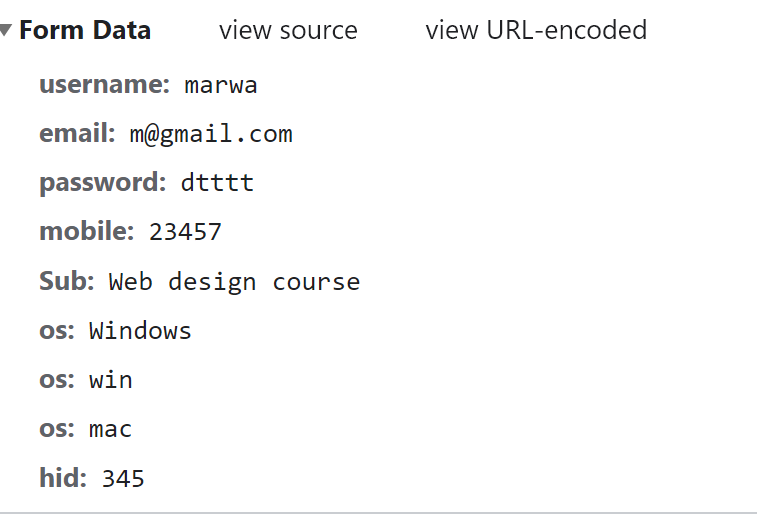 Form Data view source view URL-encoded
username: marwa
email: m@gmail.com
password: dtttt
mobile: 23457
Sub: Web design course
os: Windows
os: win
os: mac
hid: 345